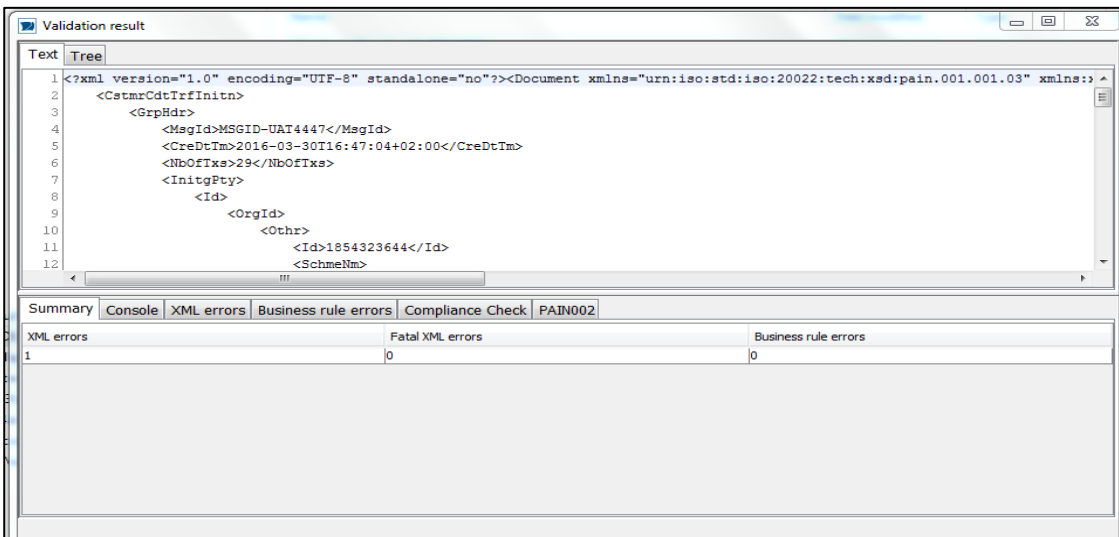 Validation result
Text Tree
1 <?xml version="1.0" encoding="UTF-8" standalone="no"?><Document xmlns="urn:iso:std:iso:20022:tech:xsd:pain.001.001.03" xmlns:
2 <CstmrCdtTrfInitn>
3 <GrpHdr>
4 <MsgId>MSGID-UAT4447</MsgId>
5 <CreDtTm>2016-03-30T16:47:04+02:00</CreDtTm>
6 <NbOfTxs>29</NbOfTxs>
7 <InitgPty>
8 <Id>
9 <OrgId>
10 <Othr>
11 <Id>1854323644</Id>
12 <SchmeNm>
Summary Console XML errors Business rule errors Compliance Check PAIN002
XML errors Fatal XML errors Business rule errors
1 0 0